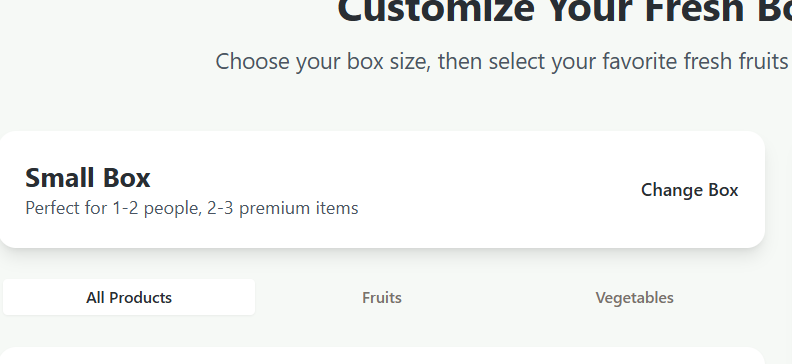 Customize Your Fresh
Choose your box size, then select your favorite fresh fruits
Small Box
Perfect for 1-2 people, 2-3 premium items
Change Box
All Products
Fruits
Vegetables